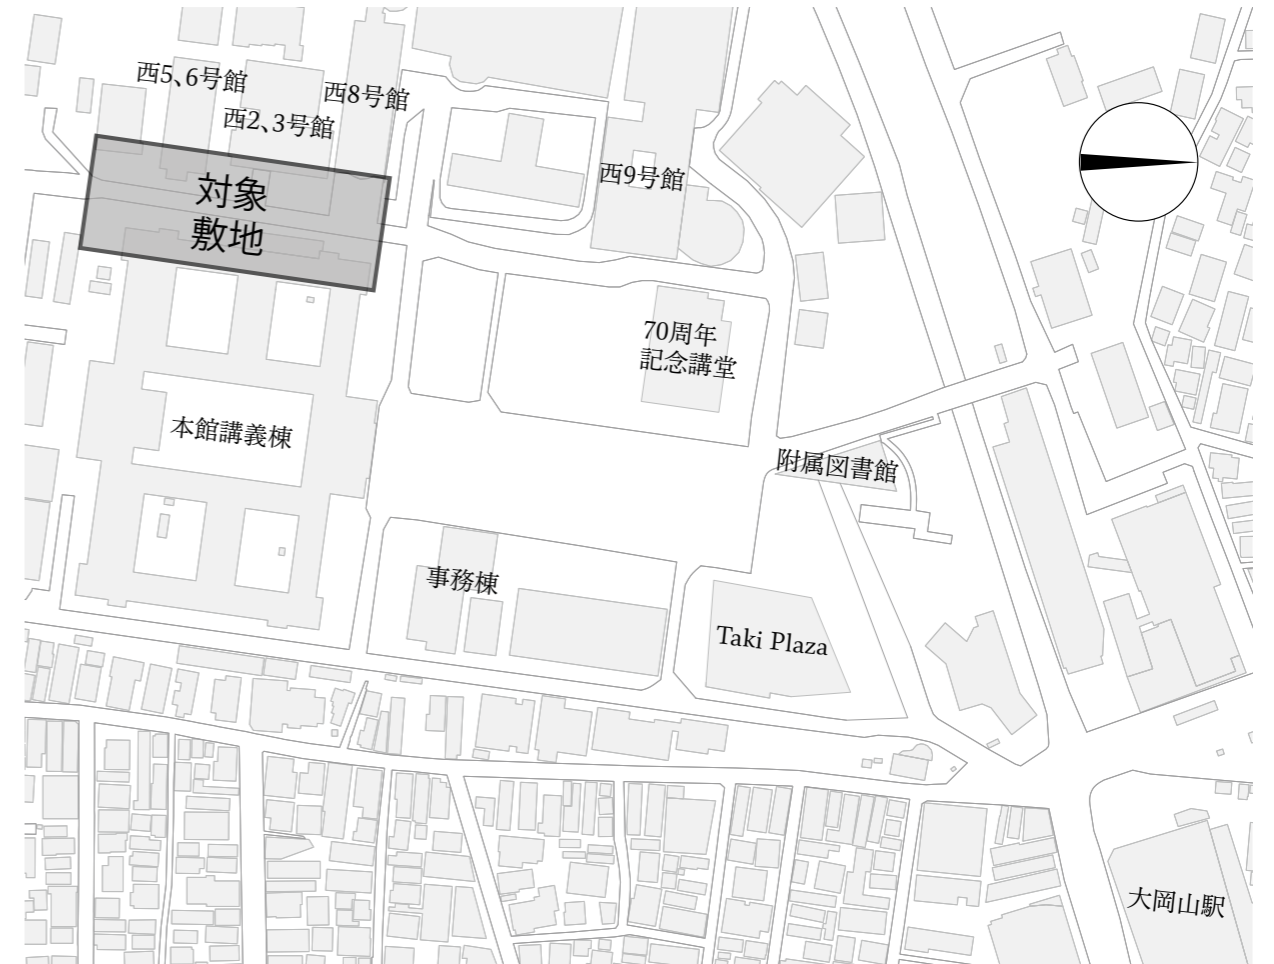 西5、6号館
西2、3号館
西8号館
西9号館
対象
敷地
70周年
記念講堂
本館講義棟
附属図書館
事務棟
Taki Plaza
大岡山駅